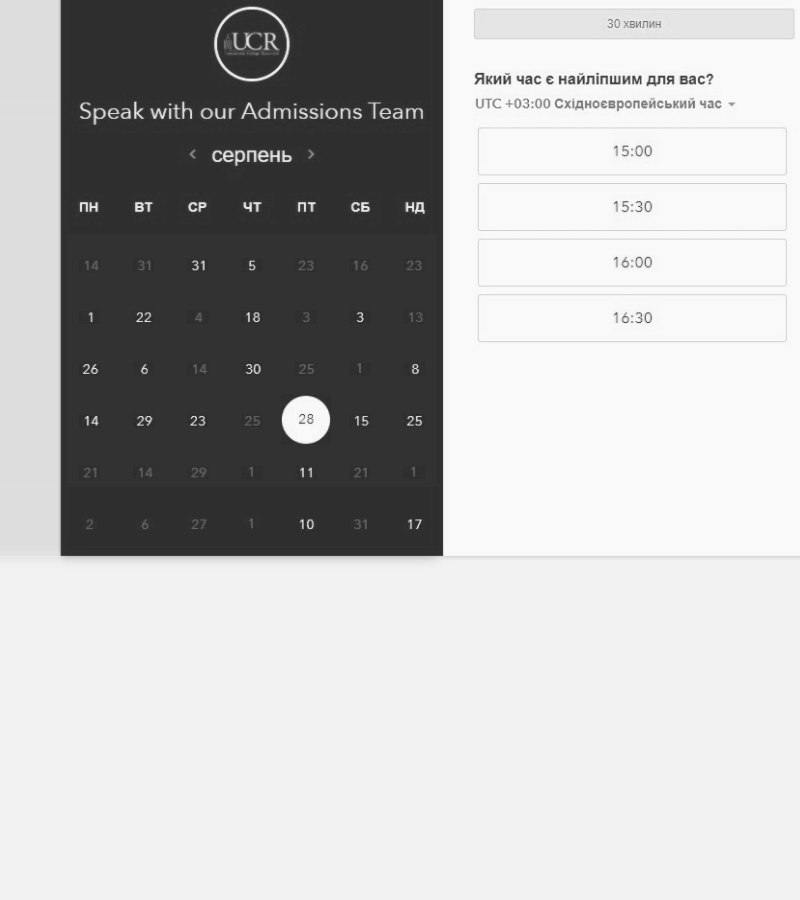 UCR
Speak with our Admissions Team
серпень
ПН ВТ СР ЧТ ПТ СБ НД
14 31 31 5 23 16 23
1 22 4 18 3 3 13
26 6 14 30 25 1 8
14 29 23 25 28 15 25
21 14 29 1 11 21 1
2 6 27 1 10 31 17
30 хвилин
Який час є найліпшим для вас?
UTC +03:00 Східноєвропейський час
15:00
15:30
16:00
16:30